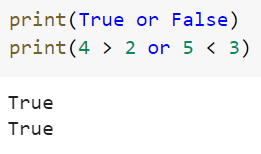 print(True or False)
print(4 > 2 or 5 < 3)
True
True